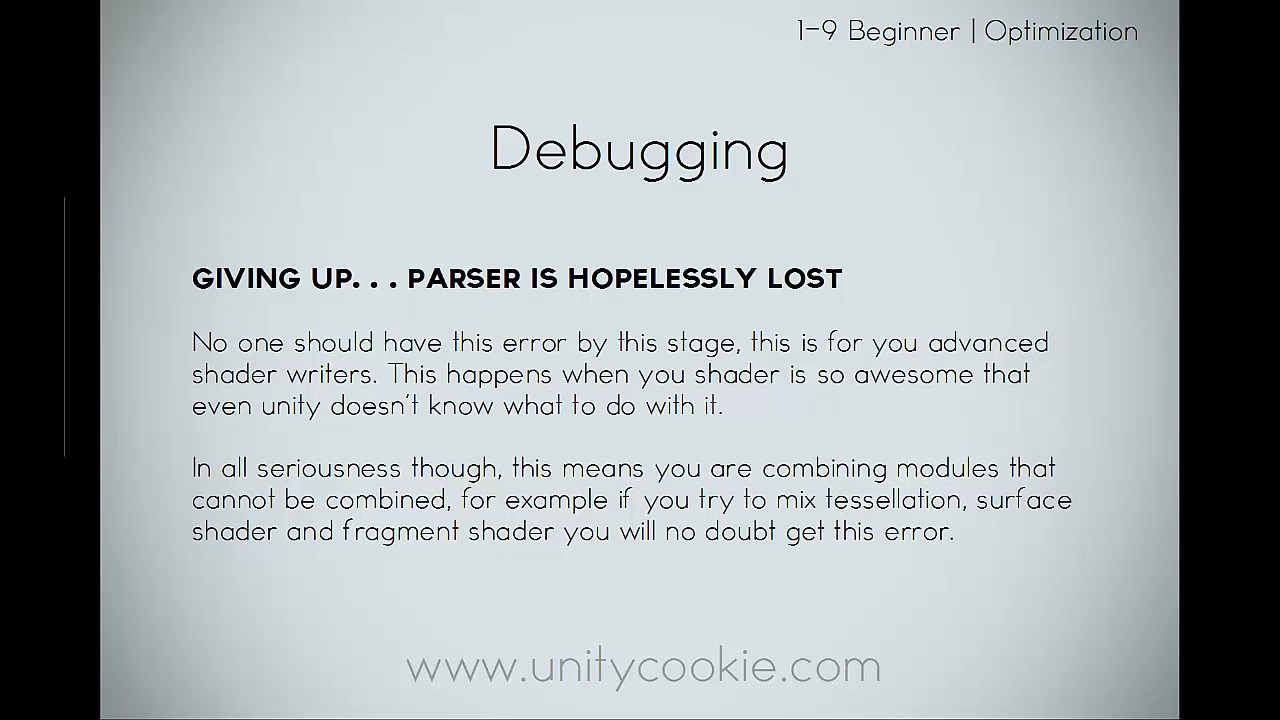 1-9 Beginner | Optimization
Debugging
GIVING UP. . . PARSER IS HOPELESSLY LOST
No one should have this error by this stage, this is for you advanced
shader writers. This happens when you shader is so awesome that
even unity doesn't know what to do with it.
In all seriousness though, this means you are combining modules that
cannot be combined, for example if you try to mix tessellation, surface
shader and fragment shader you will no doubt get this error.
www.unitycookie.com